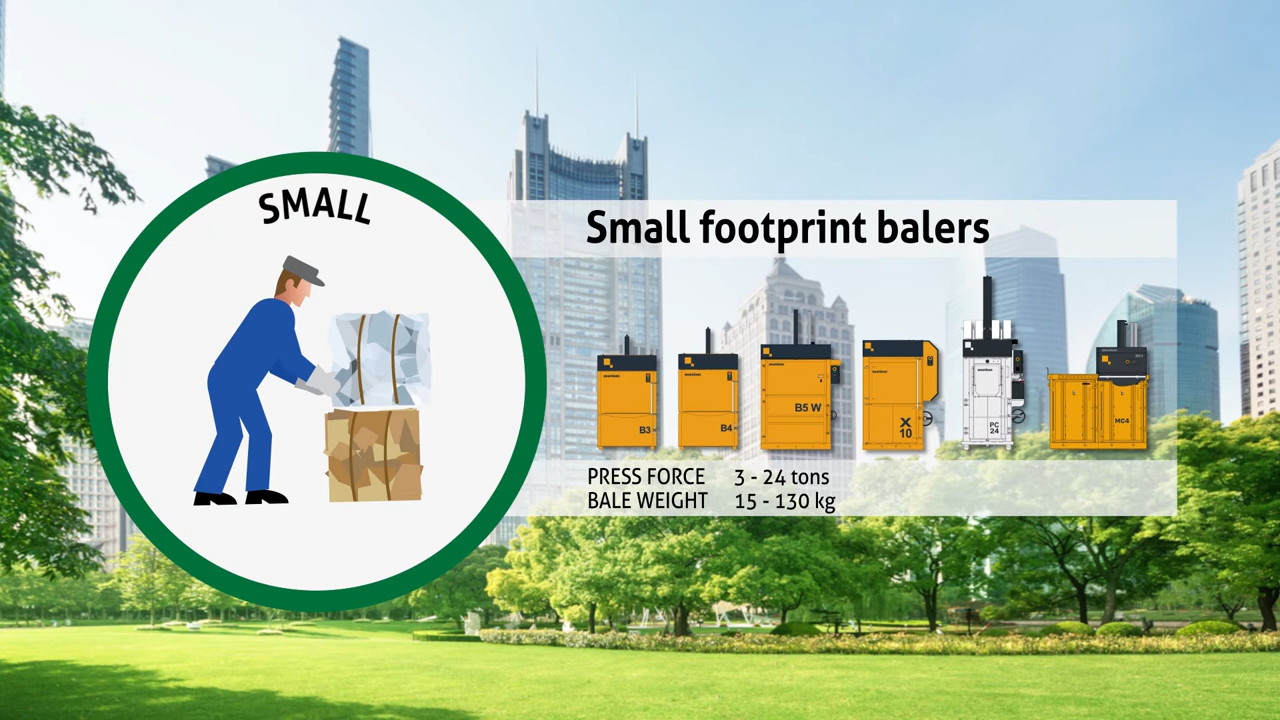 SMALL
Small footprint balers
B3
B4
B5 W
X
10
PC
24
MC4
PRESS FORCE 3 - 24 tons
BALE WEIGHT 15 - 130 kg